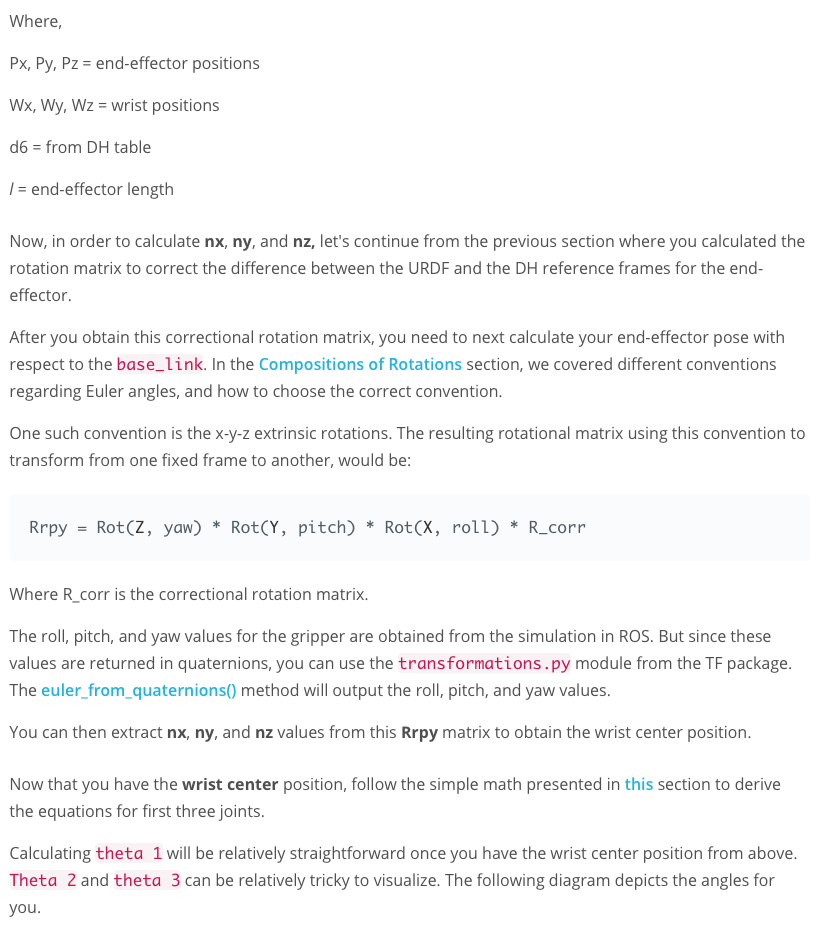 Where,
Px, Py, Pz = end-effector positions
Wx, Wy, Wz = wrist positions
d6 = from DH table
l = end-effector length
Now, in order to calculate nx, ny, and nz, let's continue from the previous section where you calculated the
rotation matrix to correct the difference between the URDF and the DH reference frames for the end-
effector.
After you obtain this correctional rotation matrix, you need to next calculate your end-effector pose with
respect to the base_link. In the Compositions of Rotations section, we covered different conventions
regarding Euler angles, and how to choose the correct convention.
One such convention is the x-y-z extrinsic rotations. The resulting rotational matrix using this convention to
transform from one fixed frame to another, would be:
Rrpy = Rot(Z, yaw) * Rot(Y, pitch) * Rot(X, roll) * R_corr
Where R_corr is the correctional rotation matrix.
The roll, pitch, and yaw values for the gripper are obtained from the simulation in ROS. But since these
values are returned in quaternions, you can use the transformations.py module from the TF package.
The euler_from_quaternions() method will output the roll, pitch, and yaw values.
You can then extract nx, ny, and nz values from this Rrpy matrix to obtain the wrist center position.
Now that you have the wrist center position, follow the simple math presented in this section to derive
the equations for first three joints.
Calculating theta 1 will be relatively straightforward once you have the wrist center position from above.
Theta 2 and theta 3 can be relatively tricky to visualize. The following diagram depicts the angles for
you.